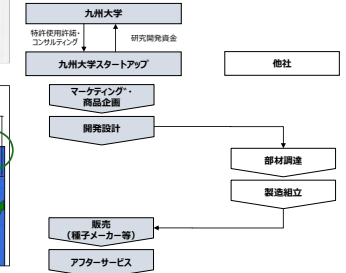 九州大学
特許使用許諾・
コンサルティング
研究開発資金
九州大学スタートアップ
他社
マーケティング・
商品企画
開発設計
部材調達
製造組立
販売
（種子メーカー等）
アフターサービス